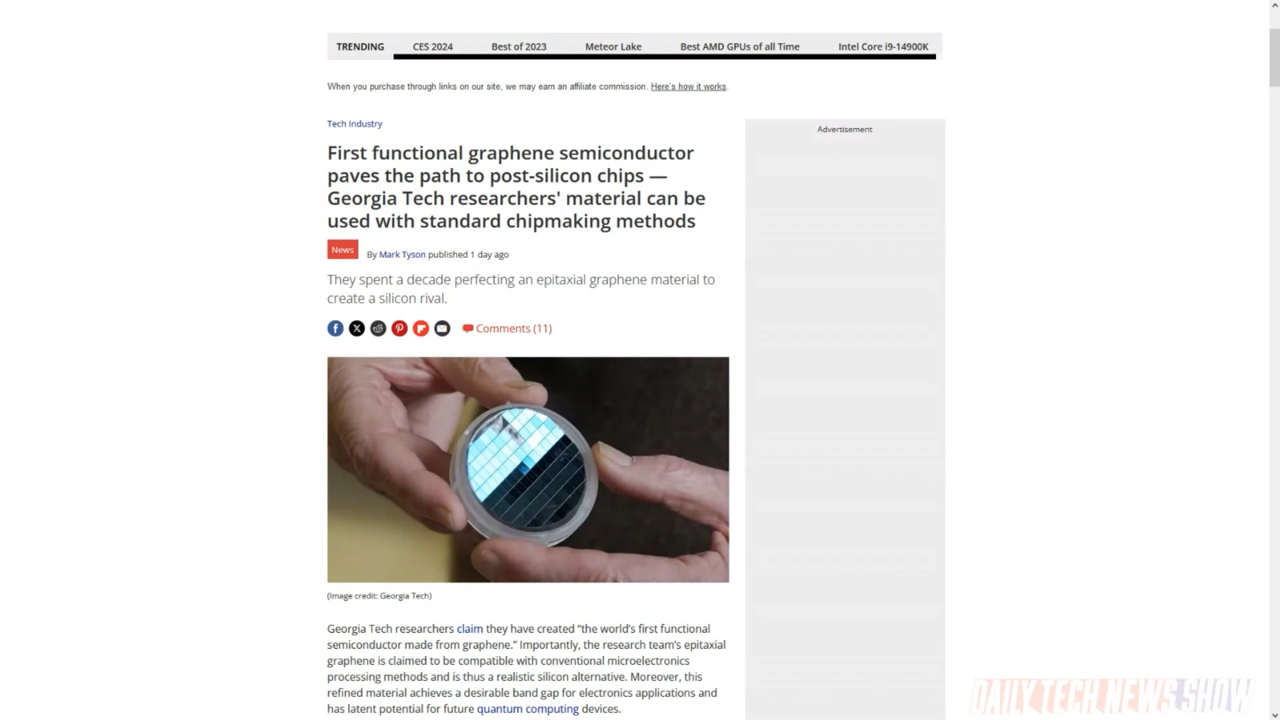 TRENDING CES 2024 Best of 2023 Meteor Lake Best AMD GPUs of all Time Intel Core i9-14900K
When you purchase through links on our site, we may earn an affiliate commission. Here's how it works.
Tech Industry
Advertisement
First functional graphene semiconductor
paves the path to post-silicon chips —
Georgia Tech researchers' material can be
used with standard chipmaking methods
News By Mark Tyson published 1 day ago
They spent a decade perfecting an epitaxial graphene material to
create a silicon rival.
Comments (11)
(Image credit: Georgia Tech)
Georgia Tech researchers claim they have created “the world's first functional
semiconductor made from graphene.” Importantly, the research team's epitaxial
graphene is claimed to be compatible with conventional microelectronics
processing methods and is thus a realistic silicon alternative. Moreover, this
refined material achieves a desirable band gap for electronics applications and
has latent potential for future quantum computing devices.
DAILY TECH NEWS SHOW